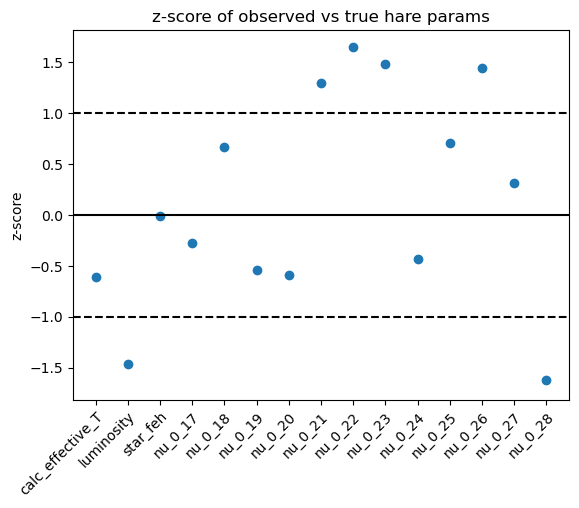 z-score of observed vs true hare params
z-score
1.5
1.0
0.5
0.0
−0.5
−1.0
−1.5
calc_effective_T
luminosity
star_feh
nu_0_17
nu_0_18
nu_0_19
nu_0_20
nu_0_21
nu_0_22
nu_0_23
nu_0_24
nu_0_25
nu_0_26
nu_0_27
nu_0_28